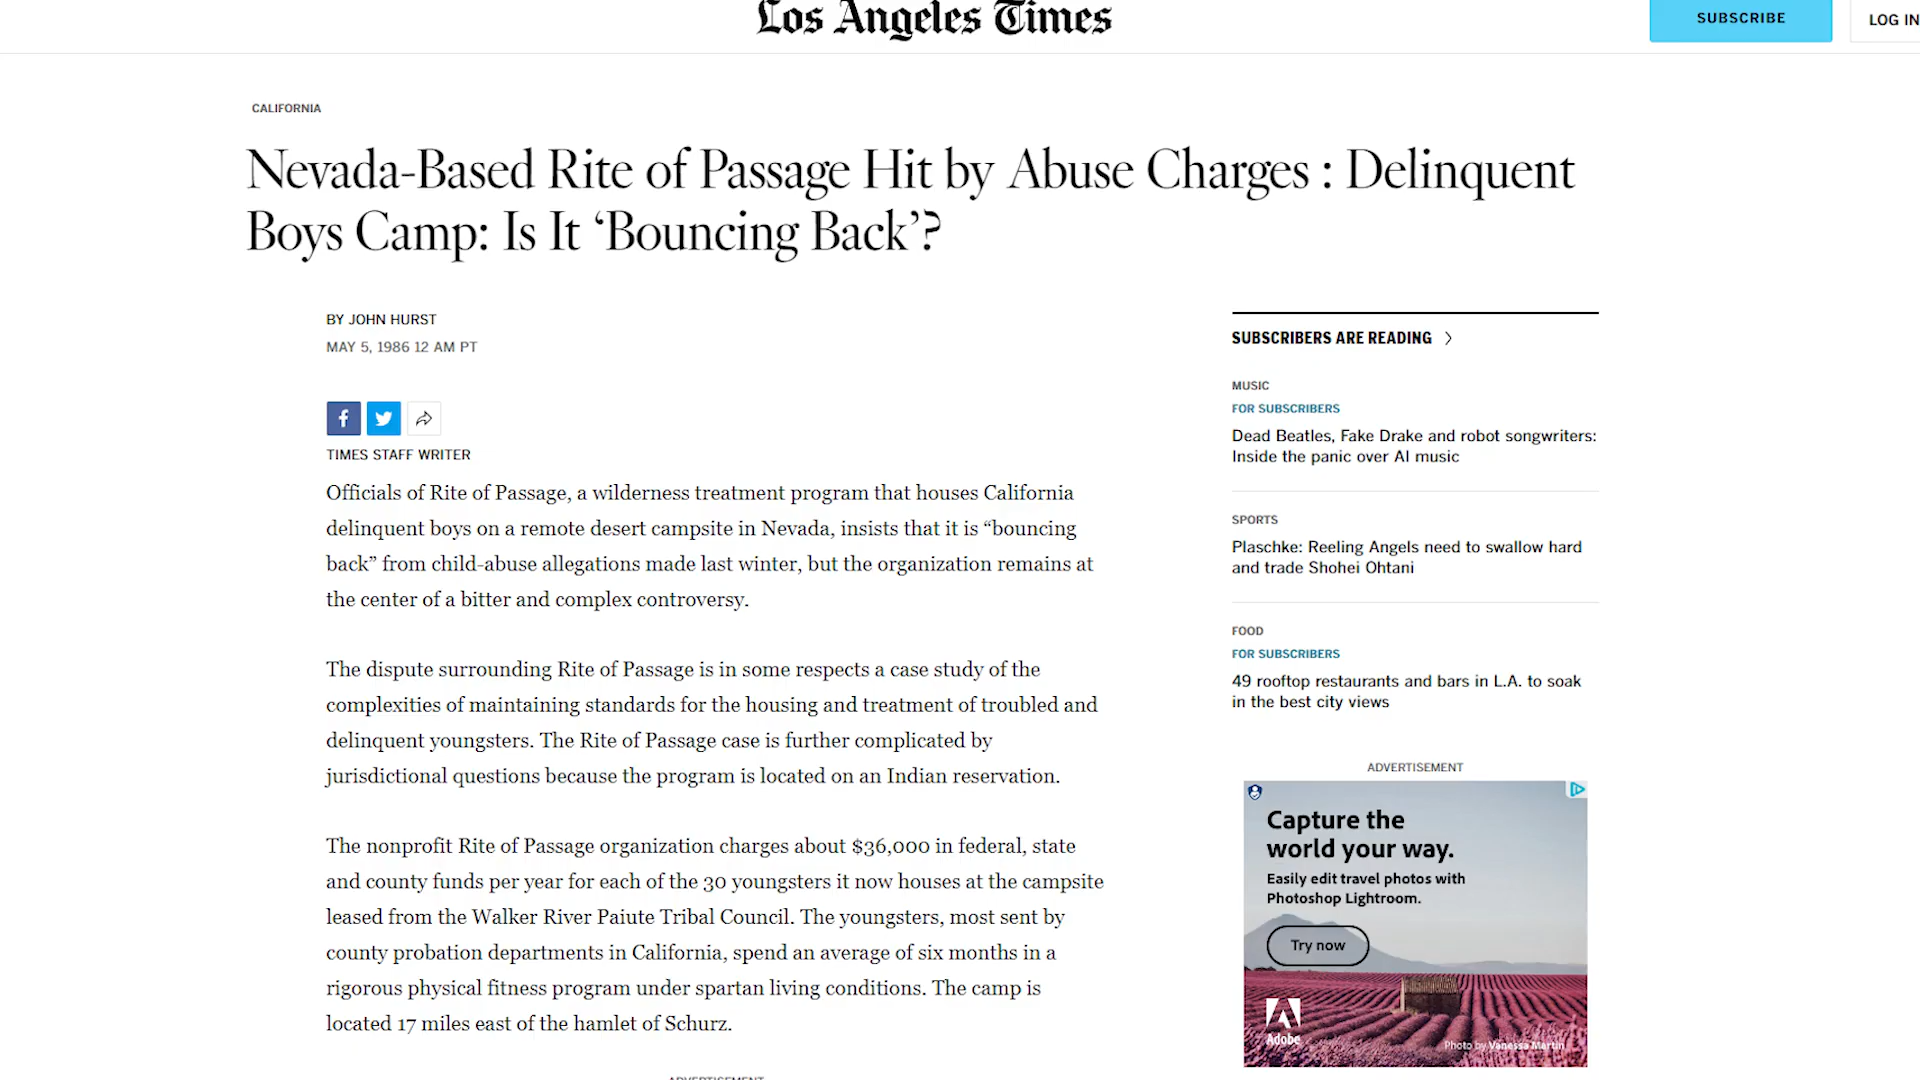 Los Angeles Times
SUBSCRIBE
LOG IN
CALIFORNIA
Nevada-Based Rite of Passage Hit by Abuse Charges : Delinquent
Boys Camp: Is It ‘Bouncing Back’?
BY JOHN HURST
MAY 5, 1986 12 AM PT
TIMES STAFF WRITER
Officials of Rite of Passage, a wilderness treatment program that houses California
delinquent boys on a remote desert campsite in Nevada, insists that it is “bouncing
back” from child-abuse allegations made last winter, but the organization remains at
the center of a bitter and complex controversy.
The dispute surrounding Rite of Passage is in some respects a case study of the
complexities of maintaining standards for the housing and treatment of troubled and
delinquent youngsters. The Rite of Passage case is further complicated by
jurisdictional questions because the program is located on an Indian reservation.
The nonprofit Rite of Passage organization charges about $36,000 in federal, state
and county funds per year for each of the 30 youngsters it now houses at the campsite
leased from the Walker River Paiute Tribal Council. The youngsters, most sent by
county probation departments in California, spend an average of six months in a
rigorous physical fitness program under spartan living conditions. The camp is
located 17 miles east of the hamlet of Schurz.
ADVERTISEMENT
SUBSCRIBERS ARE READING
MUSIC
FOR SUBSCRIBERS
Dead Beatles, Fake Drake and robot songwriters:
Inside the panic over AI music
SPORTS
Plaschke: Reeling Angels need to swallow hard
and trade Shohei Ohtani
FOOD
FOR SUBSCRIBERS
49 rooftop restaurants and bars in L.A. to soak
in the best city views
ADVERTISEMENT
Capture the
world your way.
Easily edit travel photos with
Photoshop Lightroom.
Try now
Adobe
Photo by Vanessa Martin